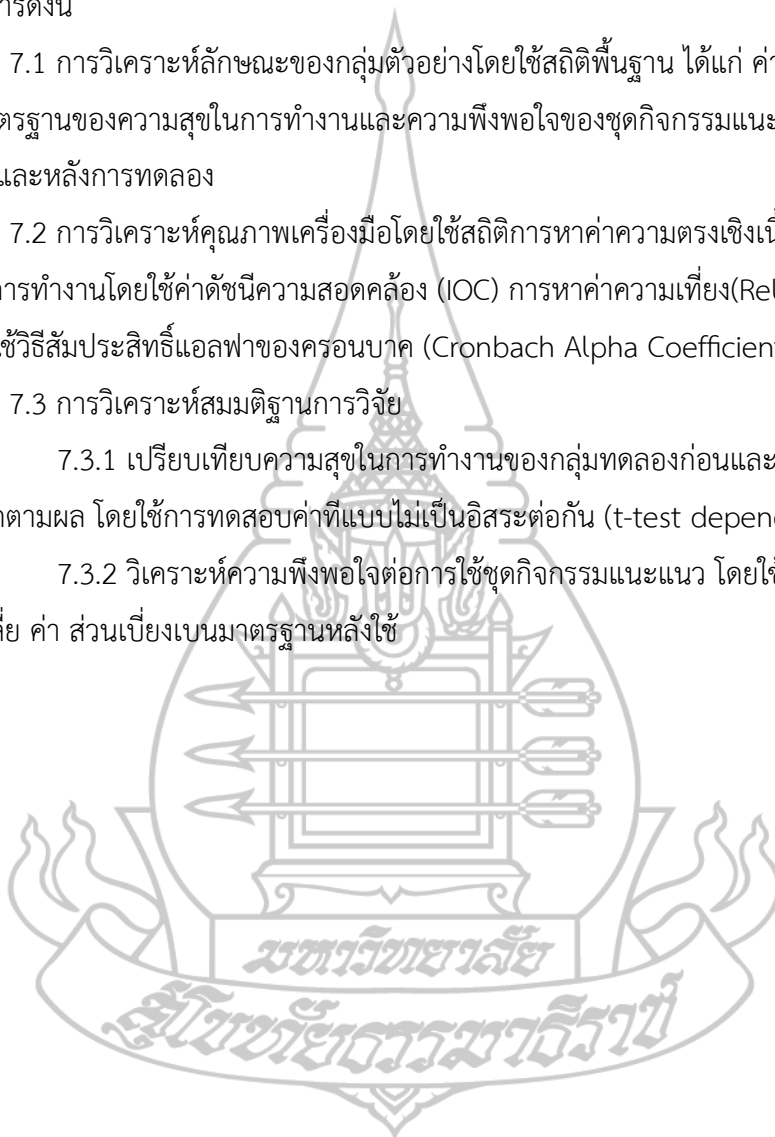 ารดังน
7.1 การวิเคราะห์ลักษณะของกลุ่มตัวอย่างโดยใช้สถิติพื้นฐาน ได้แก่ ค่า
ตรฐานของความสุขในการทำงานและความพึงพอใจของชุดกิจกรรมแนะ
และหลังการทดลอง
7.2 การวิเคราะห์คุณภาพเครื่องมือโดยใช้สถิติการหาค่าความตรงเชิงเนื้
การทำงานโดยใช้ค่าดัชนีความสอดคล้อง (IOC) การหาค่าความเที่ยง(Rel
ช้วิธีสัมประสิทธิ์แอลฟาของครอนบาค (Cronbach Alpha Coefficient
7.3 การวิเคราะห์สมมติฐานการวิจัย
7.3.1 เปรียบเทียบความสุขในการทำงานของกลุ่มทดลองก่อนและ
ตามผล โดยใช้การทดสอบค่าทีแบบไม่เป็นอิสระต่อกัน (t-test depen
7.3.2 วิเคราะห์ความพึงพอใจต่อการใช้ชุดกิจกรรมแนะแนว โดยใช้
ลี่ย ค่า ส่วนเบี่ยงเบนมาตรฐานหลังใช้
มหาวิทยาลัย
สุโขทัยธรรมาธิราช